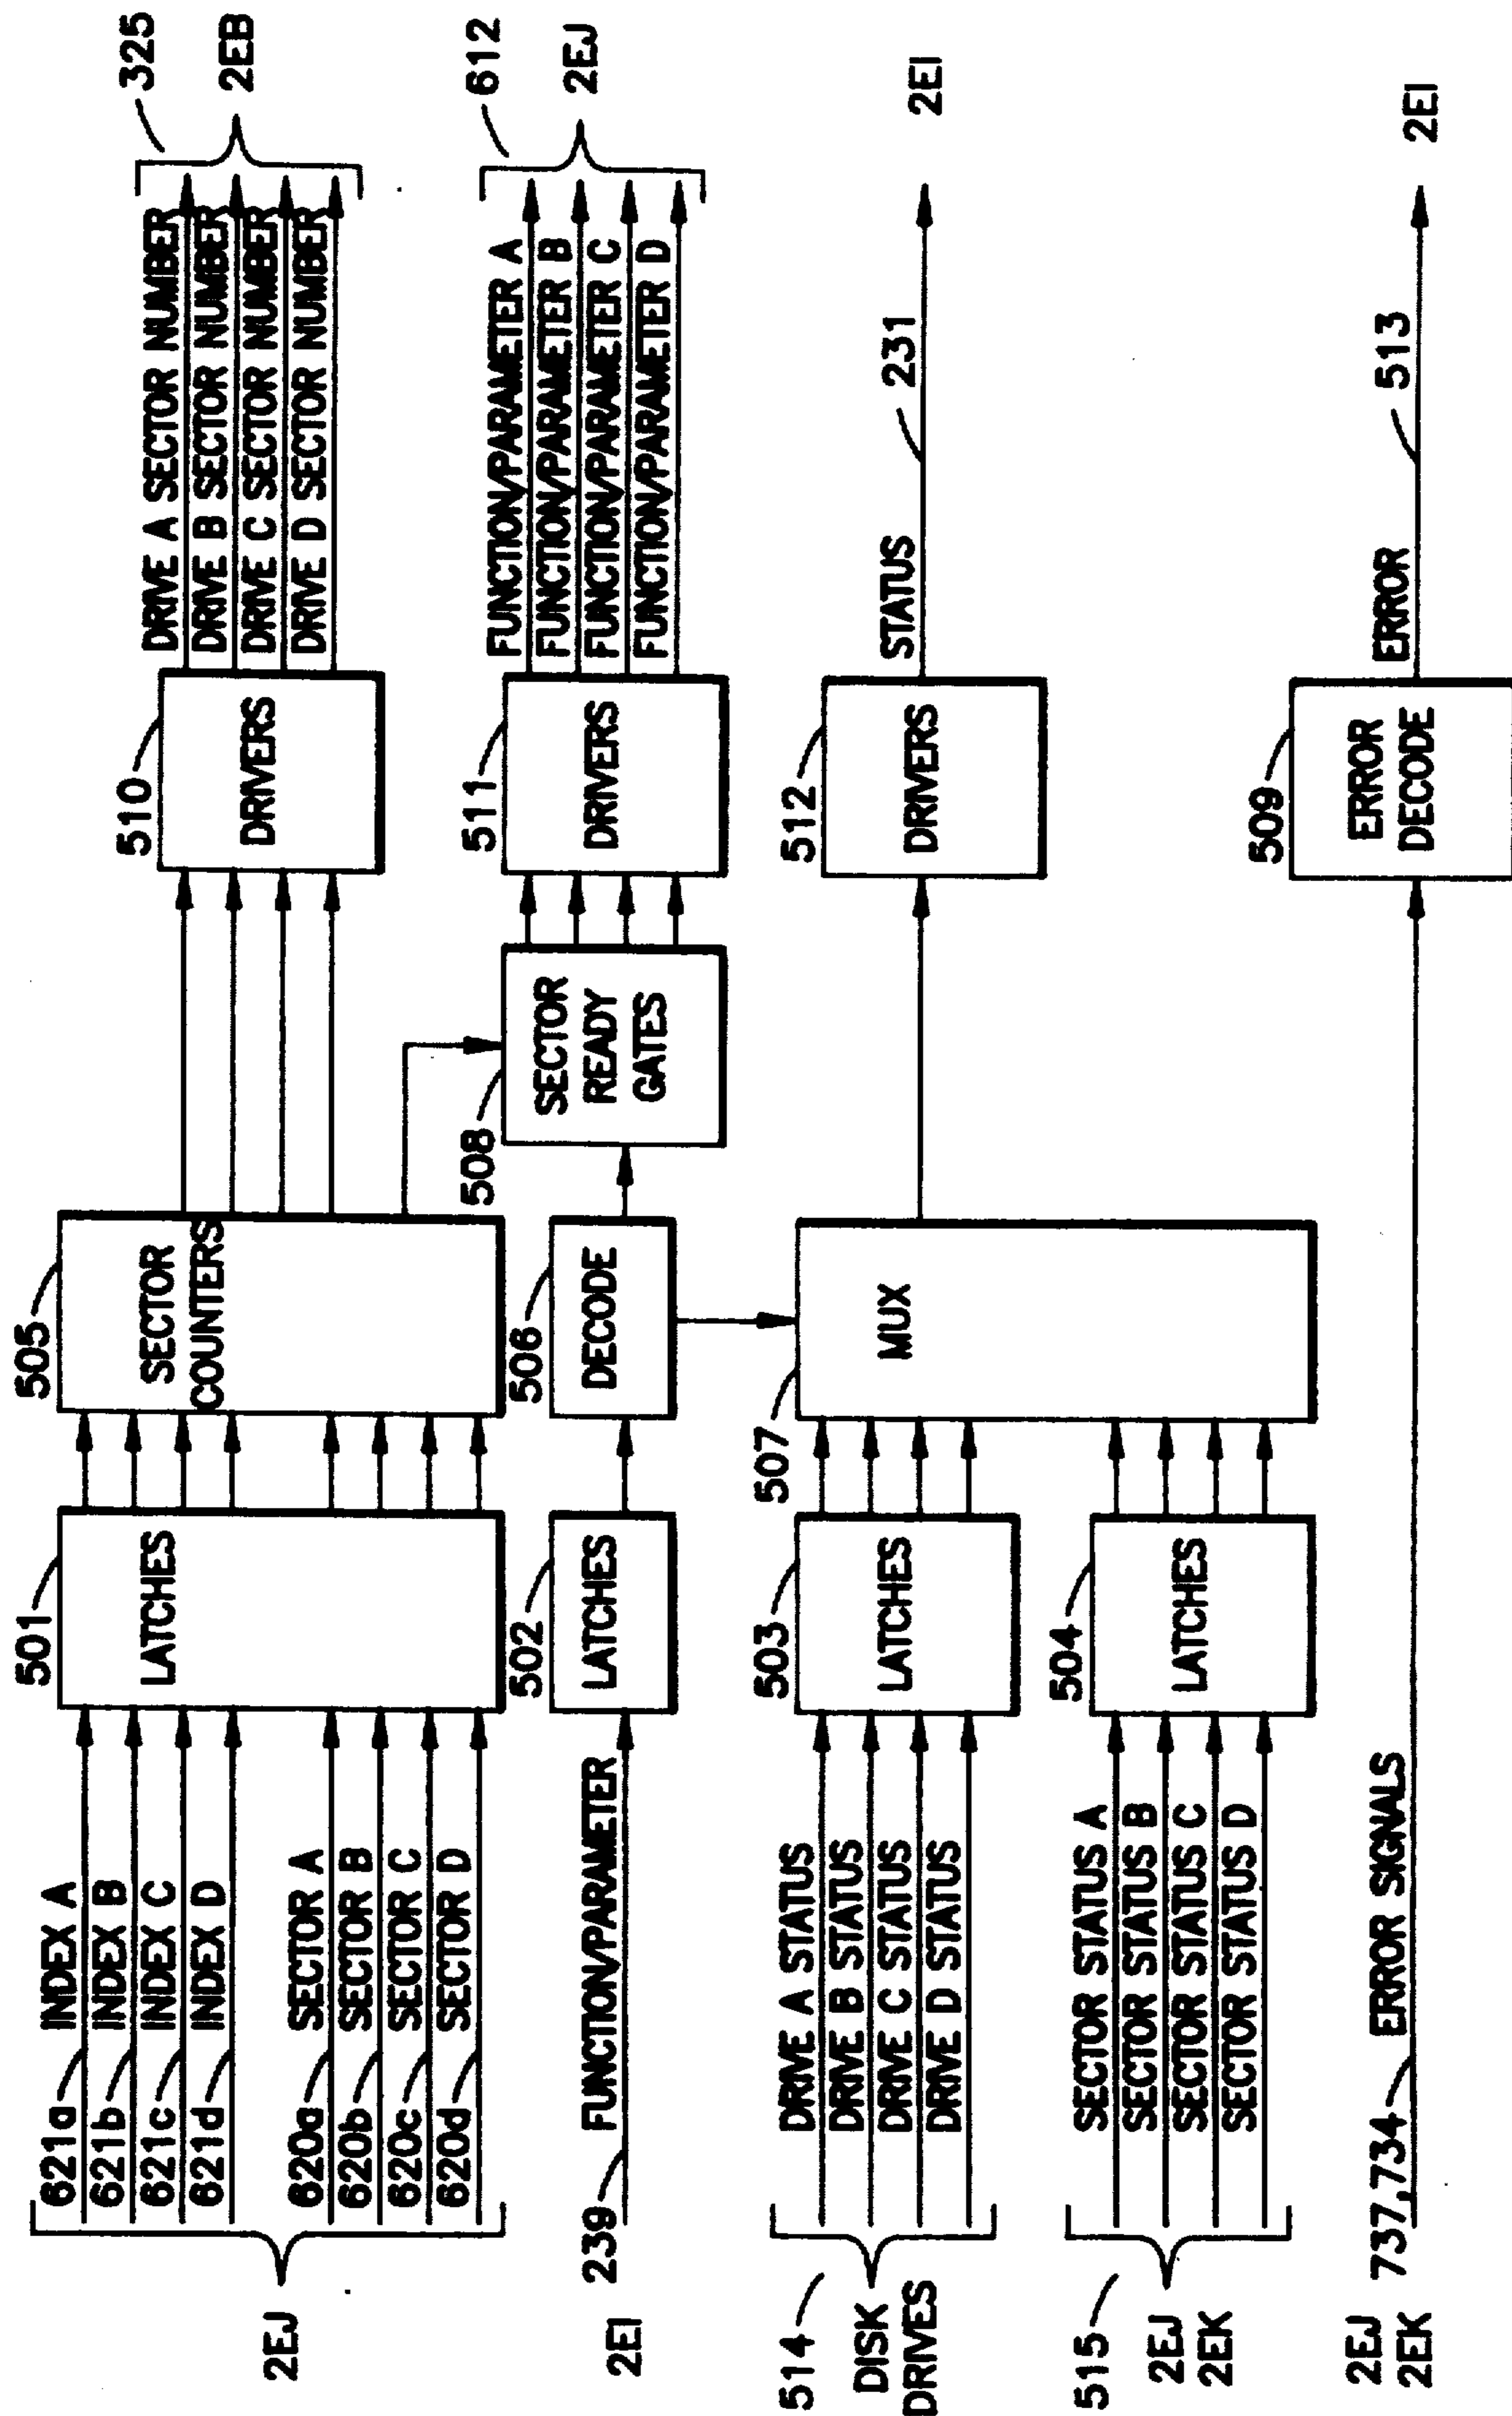 2EJ
621a
INDEX A
621b
INDEX B
621c
INDEX C
621d
INDEX D
620a
SECTOR A
620b
SECTOR B
620c
SECTOR C
620d
SECTOR D
501
LATCHES
505
SECTOR
COUNTERS
510
DRIVERS
DRIVE A SECTOR NUMBER
DRIVE B SECTOR NUMBER
DRIVE C SECTOR NUMBER
DRIVE D SECTOR NUMBER
325
2EB
2EI
239
FUNCTION/PARAMETER
502
LATCHES
506
DECODE
508
SECTOR
READY
GATES
511
DRIVERS
FUNCTION/PARAMETER A
FUNCTION/PARAMETER B
FUNCTION/PARAMETER C
FUNCTION/PARAMETER D
612
2EJ
514
DISK
DRIVES
DRIVE A STATUS
DRIVE B STATUS
DRIVE C STATUS
DRIVE D STATUS
503
LATCHES
507
MUX
512
DRIVERS
STATUS
231
2EI
515
2EJ
2EK
SECTOR STATUS A
SECTOR STATUS B
SECTOR STATUS C
SECTOR STATUS D
504
LATCHES
2EJ
2EK
737,734
ERROR SIGNALS
509
ERROR
DECODE
ERROR
513
2EI